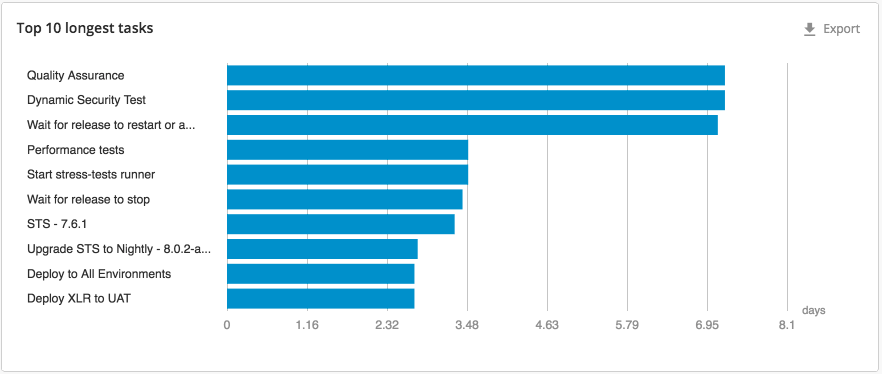 Top 10 longest tasks
Export
Quality Assurance
Dynamic Security Test
Wait for release to restart or a...
Performance tests
Start stress-tests runner
Wait for release to stop
STS - 7.6.1
Upgrade STS to Nightly - 8.0.2-a...
Deploy to All Environments
Deploy XLR to UAT
days
0 1.16 2.32 3.48 4.63 5.79 6.95 8.1